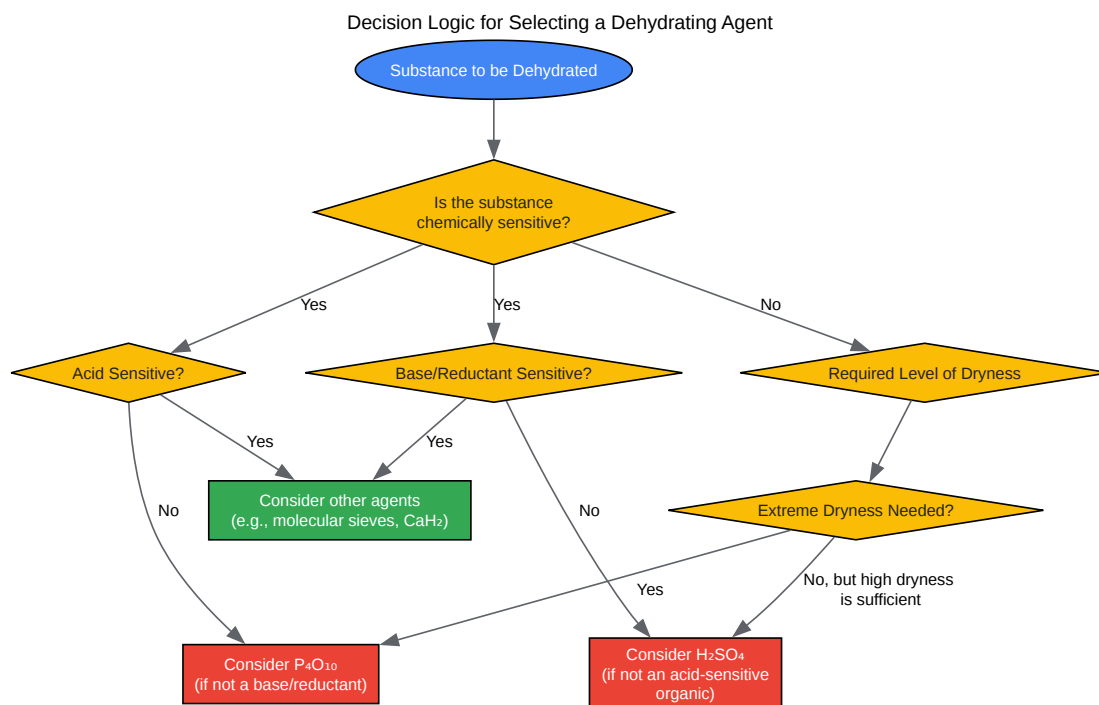 Decision Logic for Selecting a Dehydrating Agent
Substance to be Dehydrated
Is the substance
chemically sensitive?
Yes
Yes
No
Acid Sensitive?
Base/Reductant Sensitive?
Required Level of Dryness
Yes
Yes
Consider other agents
(e.g., molecular sieves, CaH₂)
No
No
Extreme Dryness Needed?
Yes
No, but high dryness
is sufficient
Consider P₄O₁₀
(if not a base/reductant)
Consider H₂SO₄
(if not an acid-sensitive
organic)